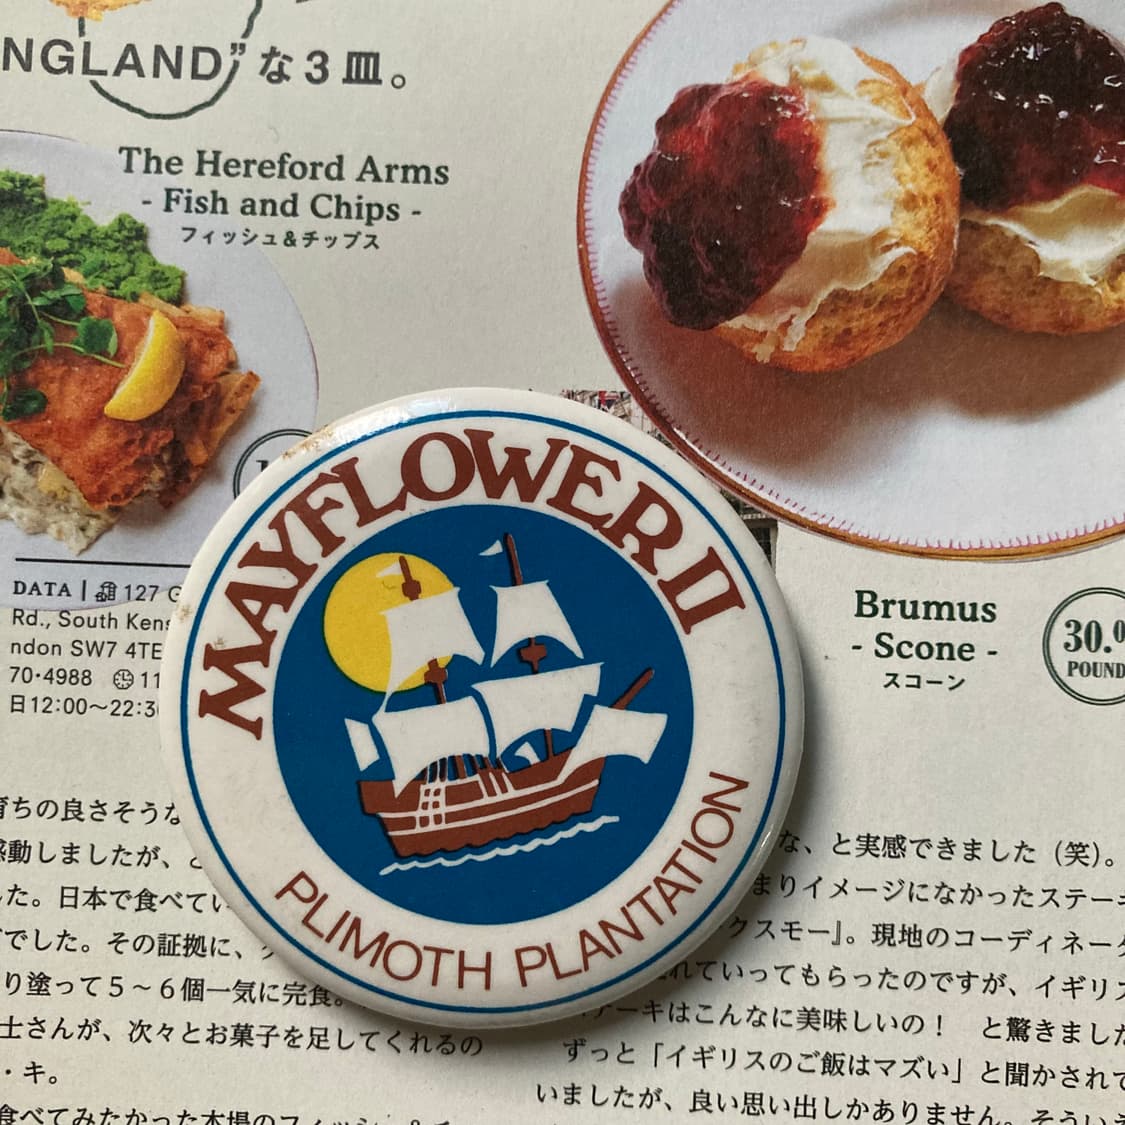 NGLAND”な3皿。
The Hereford Arms
- Fish and Chips -
フィッシュ&チップス
DATA | 127 G
Rd., South Kens
ndon SW7 4TE
70·4988 11
日12:00〜22:3
MAYFLOWER II
PLIMOTH PLANTATION
Brumus
- Scone -
スコーン
30.0
POUND
育ちの良さそうな
感動しましたが、
した。日本で食べてい
でした。その証拠に、
り塗って5〜6個一気に完食。
士さんが、次々とお菓子を足してくれるの
・キ。
食べてみたかった本場のフィッシュ&チ
な、と実感できました（笑）。
まりイメージになかったステーキ
クスモー』。現地のコーディネータ
れていってもらったのですが、イギリス
テーキはこんなに美味しいの！ と驚きました
ずっと「イギリスのご飯はマズい」と聞かされて
いましたが、良い思い出しかありません。そういえ